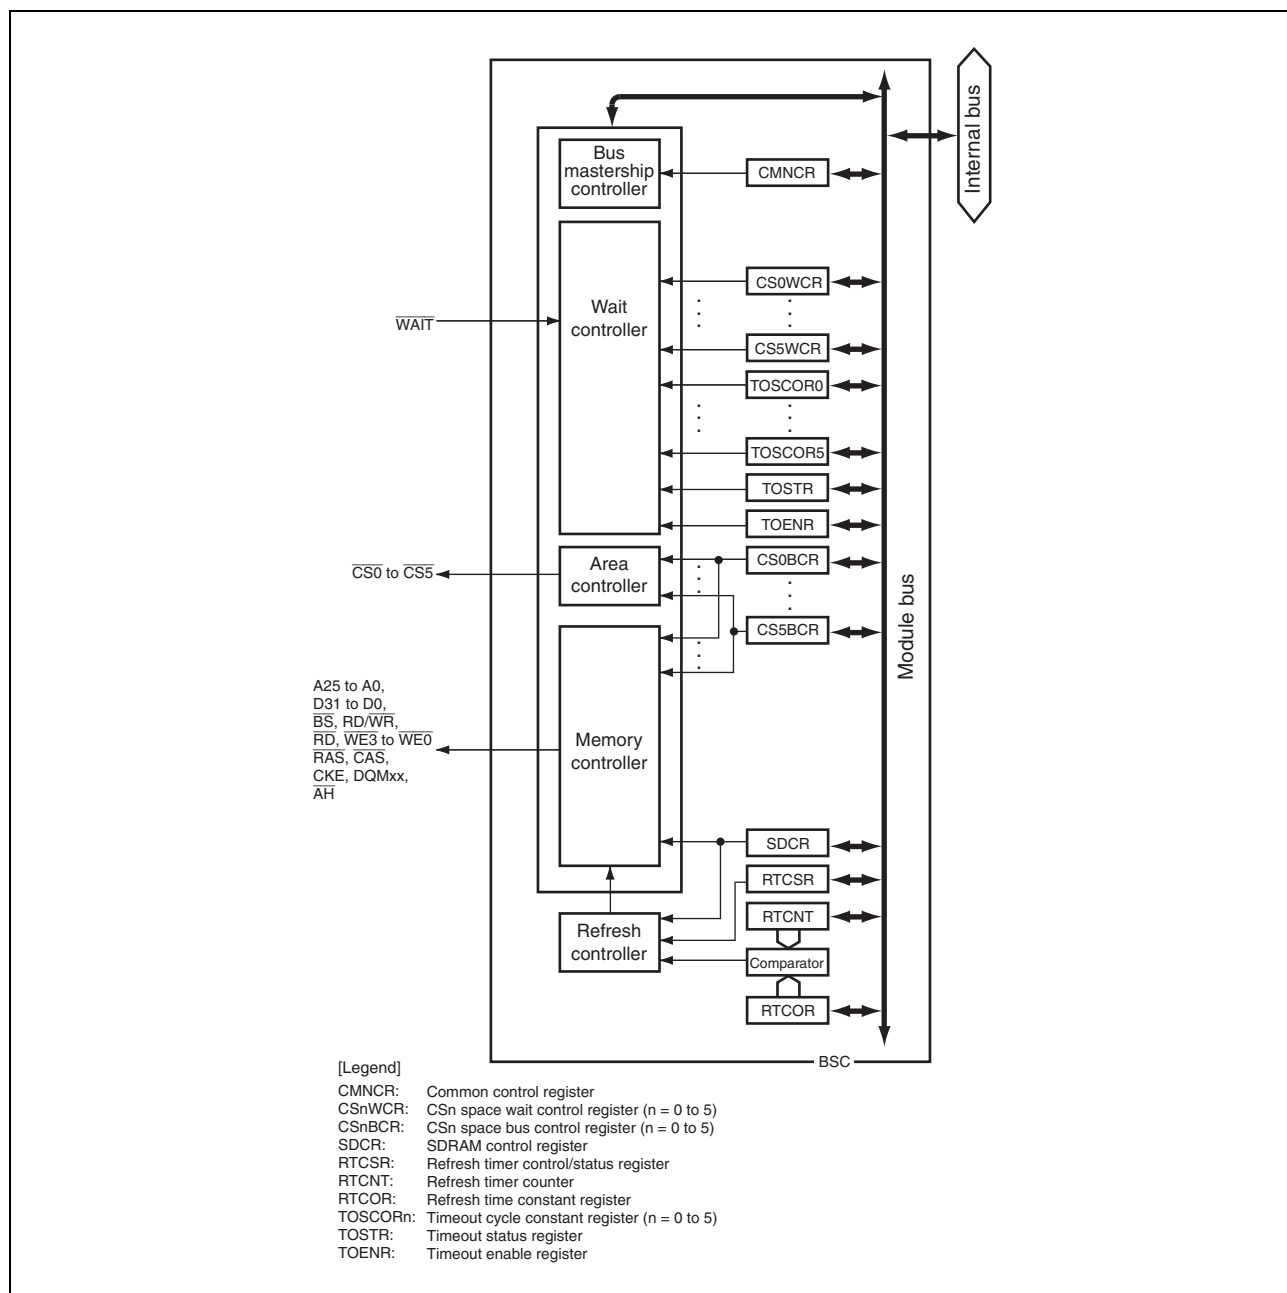 Internal bus
Bus
mastership
controller
CMNCR
Wait
controller
WAIT
CS0WCR
CS5WCR
TOSCOR0
TOSCOR5
TOSTR
TOENR
Area
controller
CS0 to CS5
CS0BCR
CS5BCR
Module bus
A25 to A0,
D31 to D0,
BS, RD/WR,
RD, WE3 to WE0
RAS, CAS,
CKE, DQMxx,
AH
Memory
controller
SDCR
RTCSR
RTCNT
Refresh
controller
Comparator
RTCOR
BSC
[Legend]
CMNCR: Common control register
CSnWCR: CSn space wait control register (n = 0 to 5)
CSnBCR: CSn space bus control register (n = 0 to 5)
SDCR: SDRAM control register
RTCSR: Refresh timer control/status register
RTCNT: Refresh timer counter
RTCOR: Refresh time constant register
TOSCORn: Timeout cycle constant register (n = 0 to 5)
TOSTR: Timeout status register
TOENR: Timeout enable register